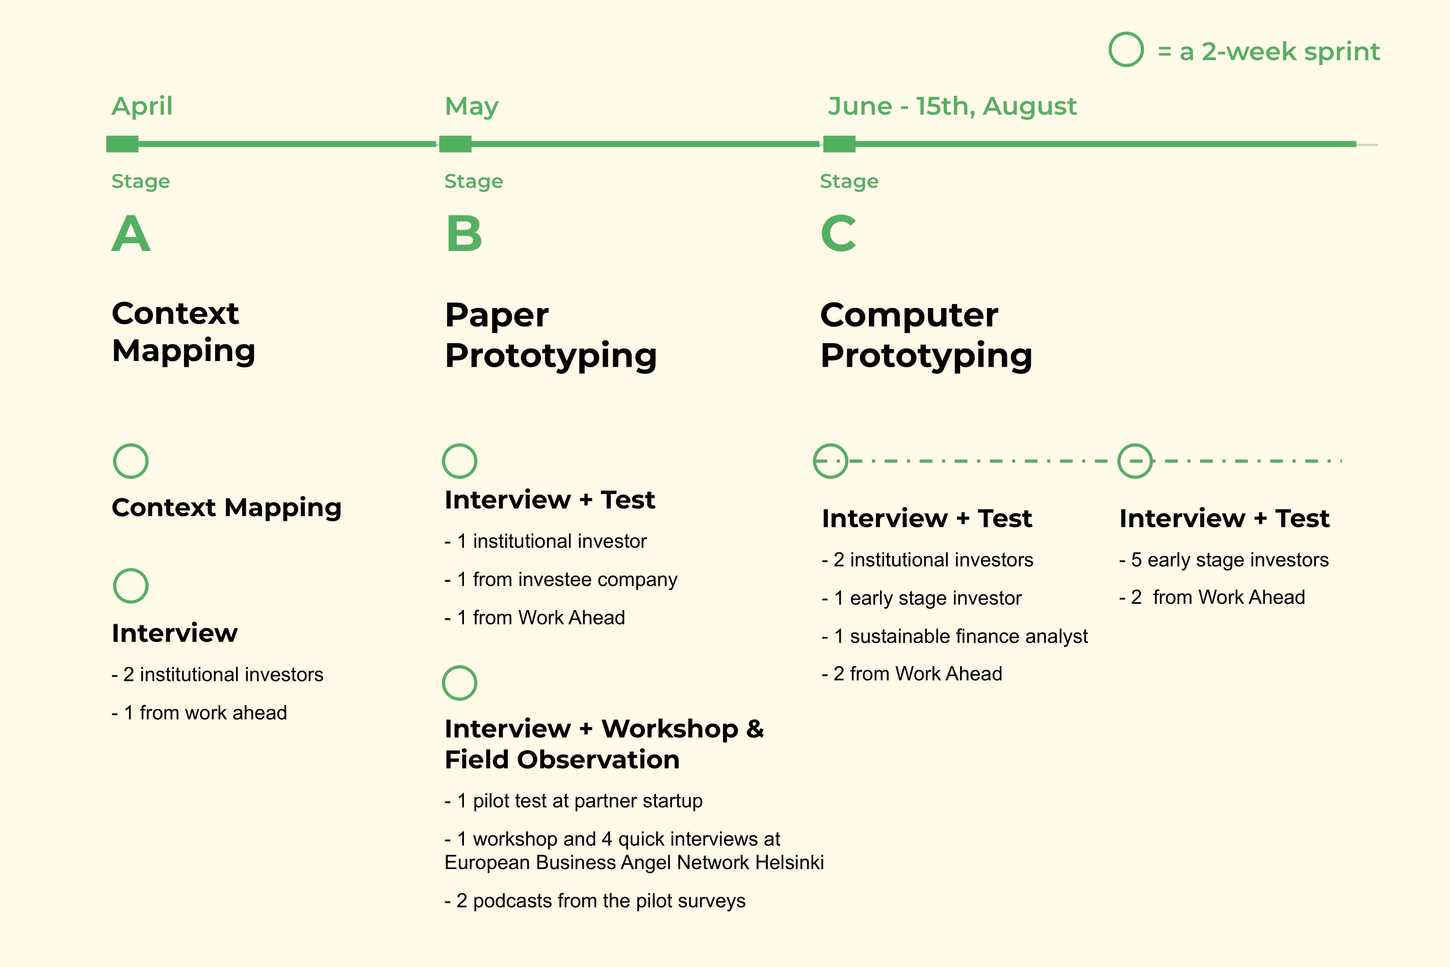 = a 2-week sprint
April
May
June - 15th, August
Stage
A
Stage
B
Stage
C
Context
Mapping
Paper
Prototyping
Computer
Prototyping
Context Mapping
Interview
- 2 institutional investors
- 1 from work ahead
Interview + Test
- 1 institutional investor
- 1 from investee company
- 1 from Work Ahead
Interview + Workshop &
Field Observation
- 1 pilot test at partner startup
- 1 workshop and 4 quick interviews at
European Business Angel Network Helsinki
- 2 podcasts from the pilot surveys
Interview + Test
- 2 institutional investors
- 1 early stage investor
- 1 sustainable finance analyst
- 2 from Work Ahead
Interview + Test
- 5 early stage investors
- 2  from Work Ahead